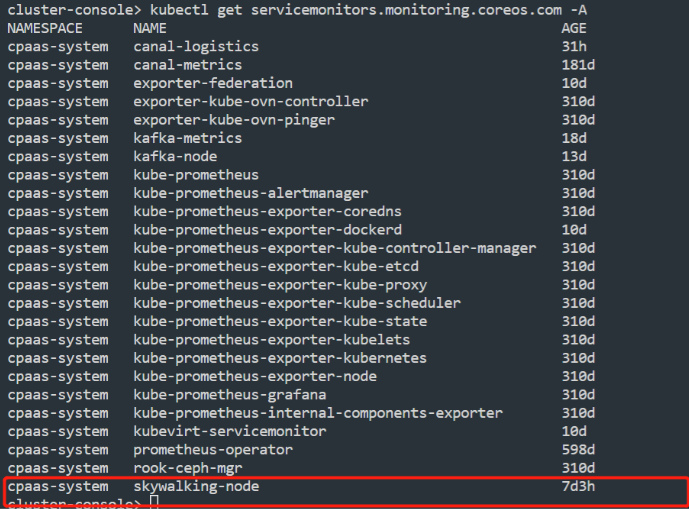 cluster-console> kubectl get servicemonitors.monitoring.coreos.com -A
NAMESPACE NAME AGE
cpaas-system canal-logistics 31h
cpaas-system canal-metrics 181d
cpaas-system exporter-federation 10d
cpaas-system exporter-kube-ovn-controller 310d
cpaas-system exporter-kube-ovn-pinger 310d
cpaas-system kafka-metrics 18d
cpaas-system kafka-node 13d
cpaas-system kube-prometheus 310d
cpaas-system kube-prometheus-alertmanager 310d
cpaas-system kube-prometheus-exporter-coredns 310d
cpaas-system kube-prometheus-exporter-dockerd 10d
cpaas-system kube-prometheus-exporter-kube-controller-manager 310d
cpaas-system kube-prometheus-exporter-kube-etcd 310d
cpaas-system kube-prometheus-exporter-kube-proxy 310d
cpaas-system kube-prometheus-exporter-kube-scheduler 310d
cpaas-system kube-prometheus-exporter-kube-state 310d
cpaas-system kube-prometheus-exporter-kubelets 310d
cpaas-system kube-prometheus-exporter-kubernetes 310d
cpaas-system kube-prometheus-exporter-node 310d
cpaas-system kube-prometheus-grafana 310d
cpaas-system kube-prometheus-internal-components-exporter 310d
cpaas-system kubevirt-servicemonitor 10d
cpaas-system prometheus-operator 598d
cpaas-system rook-ceph-mgr 310d
cpaas-system skywalking-node 7d3h
cluster-console>